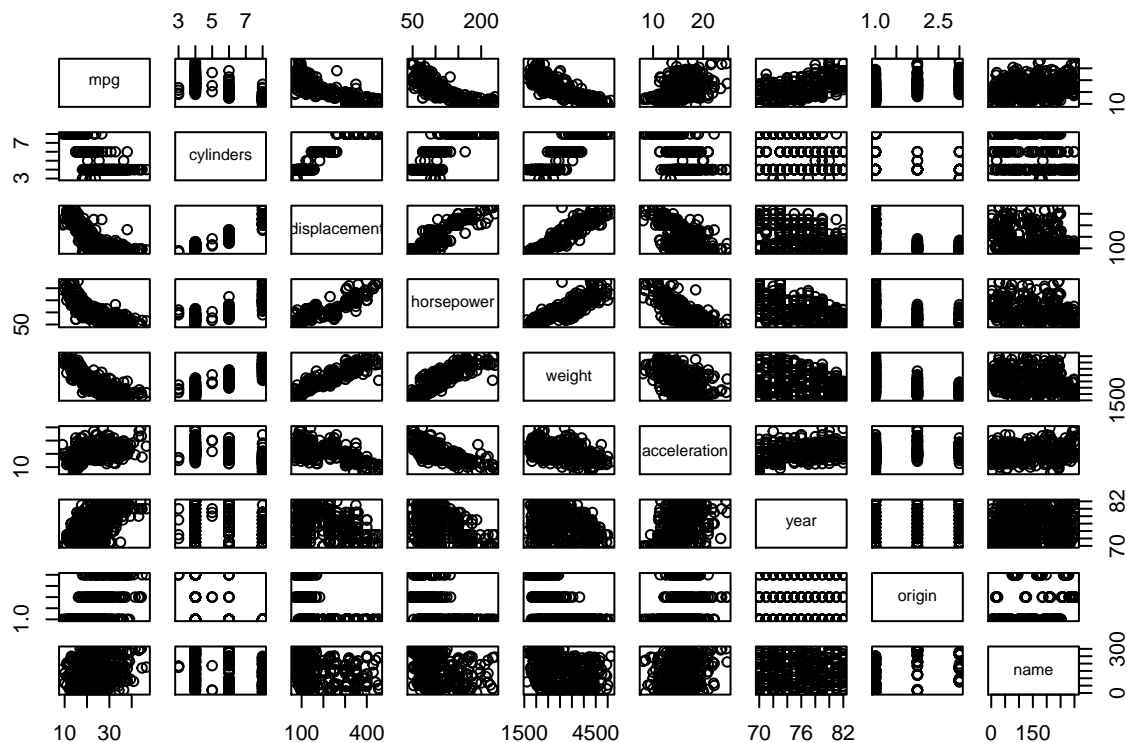 3 5 7 50 200 10 20 1.0 2.5
mpg 10
7 3 cylinders
displacement 100
50 horsepower
weight 1500
10 acceleration
year 82 70
1.0 origin
name 300 0
10 30 100 400 1500 4500 70 76 82 0 150